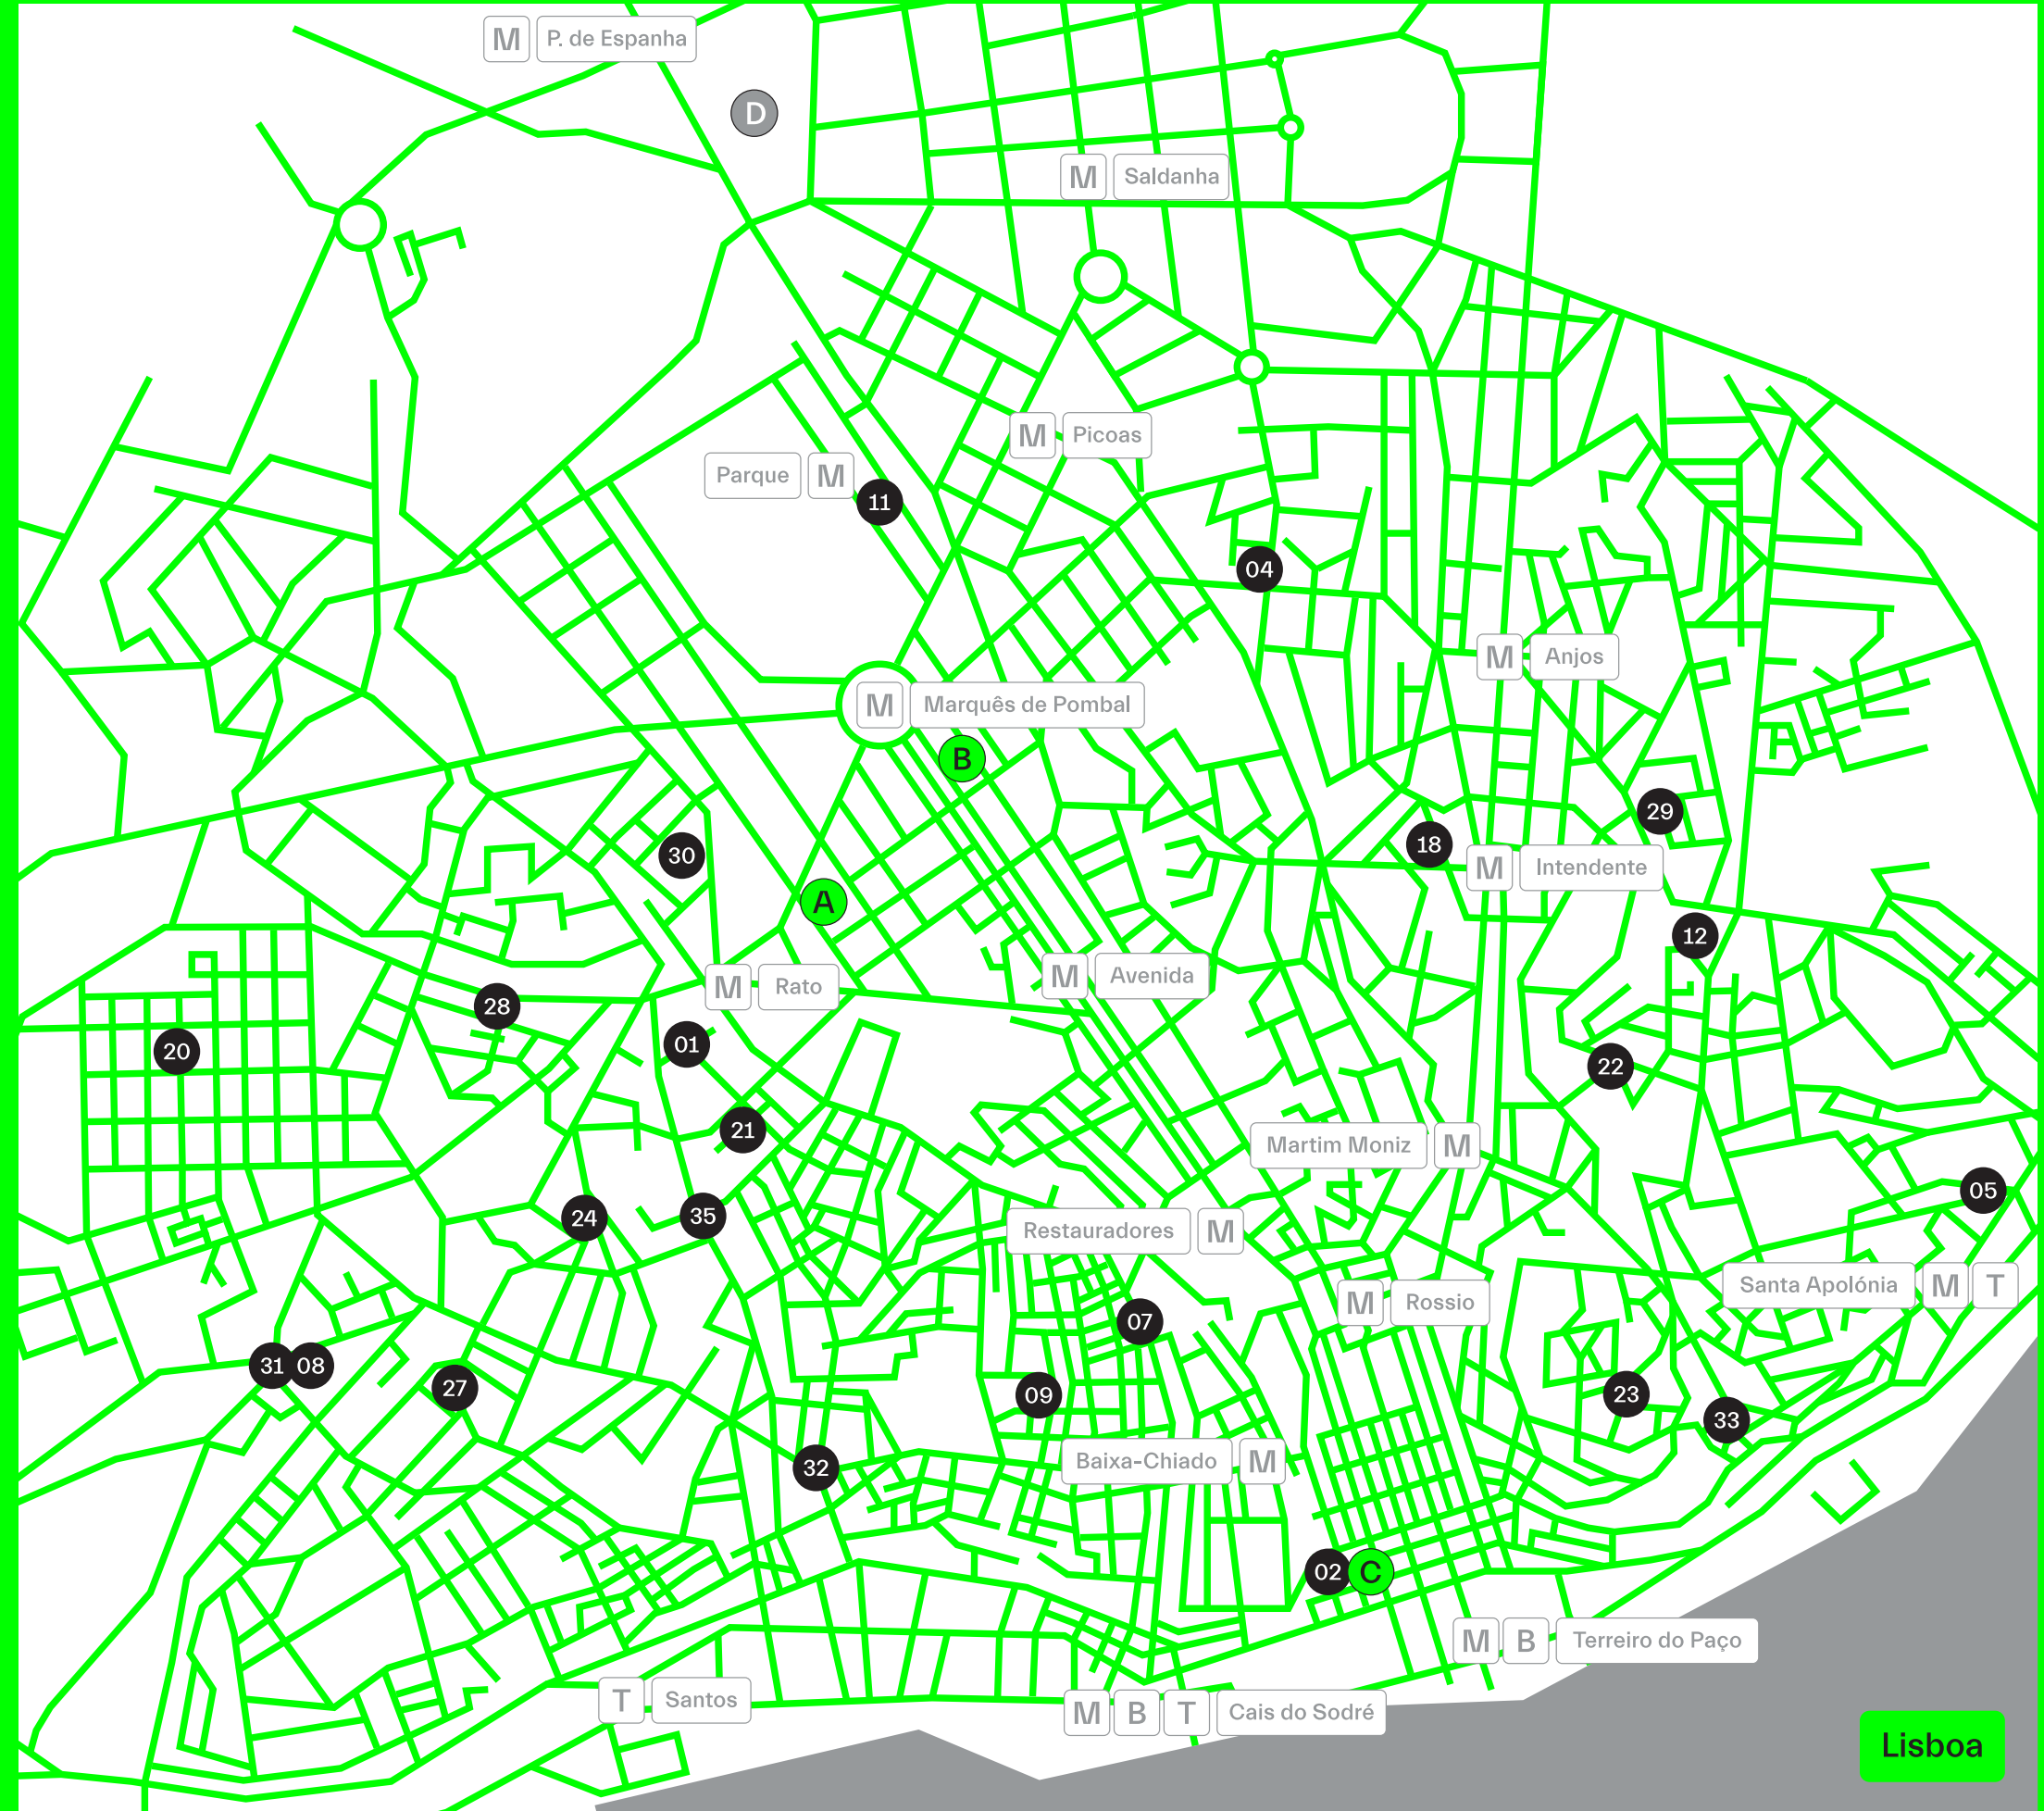 M P. de Espanha
D
M Saldanha
M Picoas
Parque M
11
04
M Anjos
M Marquês de Pombal
B
29
18
30
M Intendente
A
12
M Avenida
M Rato
28
01
20
22
21
Martim Moniz M
05
24
35
Restauradores M
Santa Apolónia M T
M Rossio
07
31
08
27
09
23
33
Baixa-Chiado M
32
02
C
M B Terreiro do Paço
T Santos
M B T Cais do Sodré
Lisboa